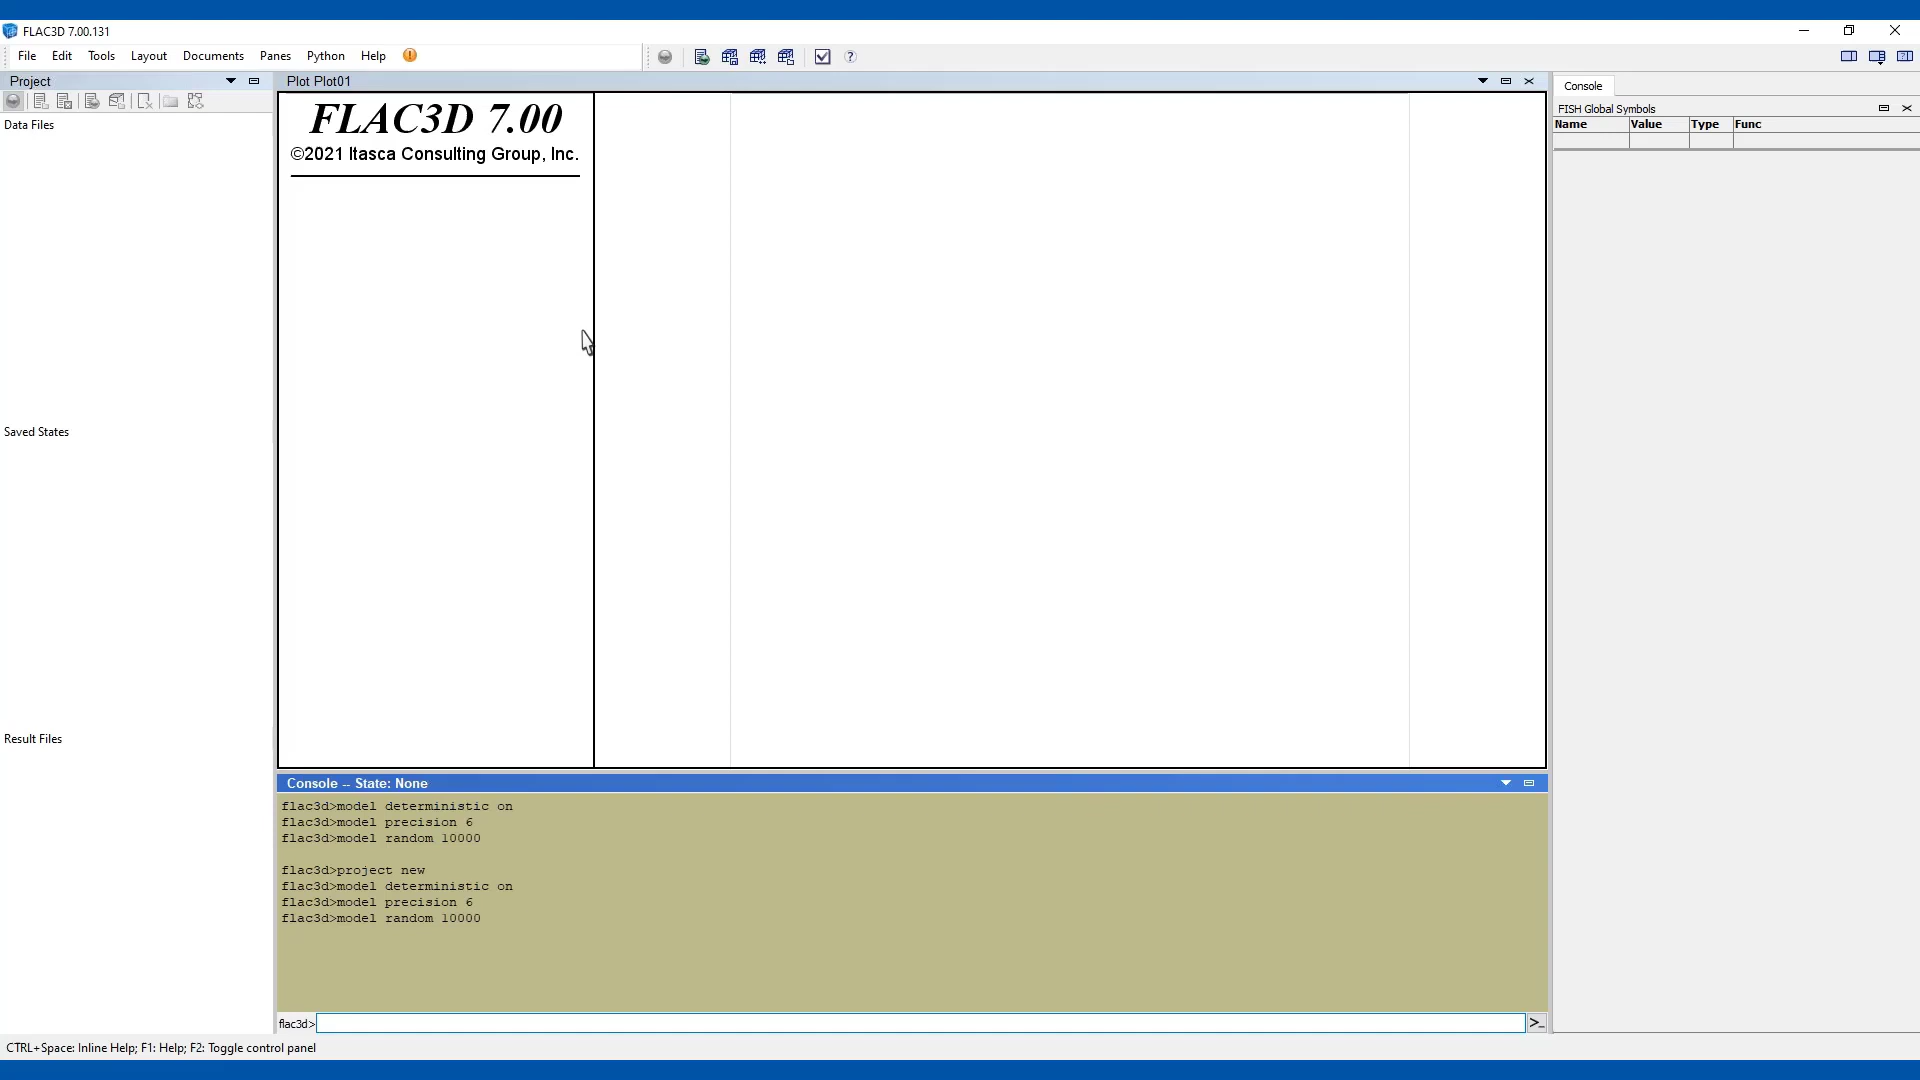 FLAC3D 7.00.131
File Edit Tools Layout Documents Panes Python Help
Project
Data Files
Saved States
Result Files
Plot Plot01
FLAC3D 7.00
©2021 Itasca Consulting Group, Inc.
Console -- State: None
flac3d>model deterministic on
flac3d>model precision 6
flac3d>model random 10000
flac3d>project new
flac3d>model deterministic on
flac3d>model precision 6
flac3d>model random 10000
flac3d>
Console
FISH Global Symbols
Name Value Type Func
CTRL+Space: Inline Help; F1: Help; F2: Toggle control panel